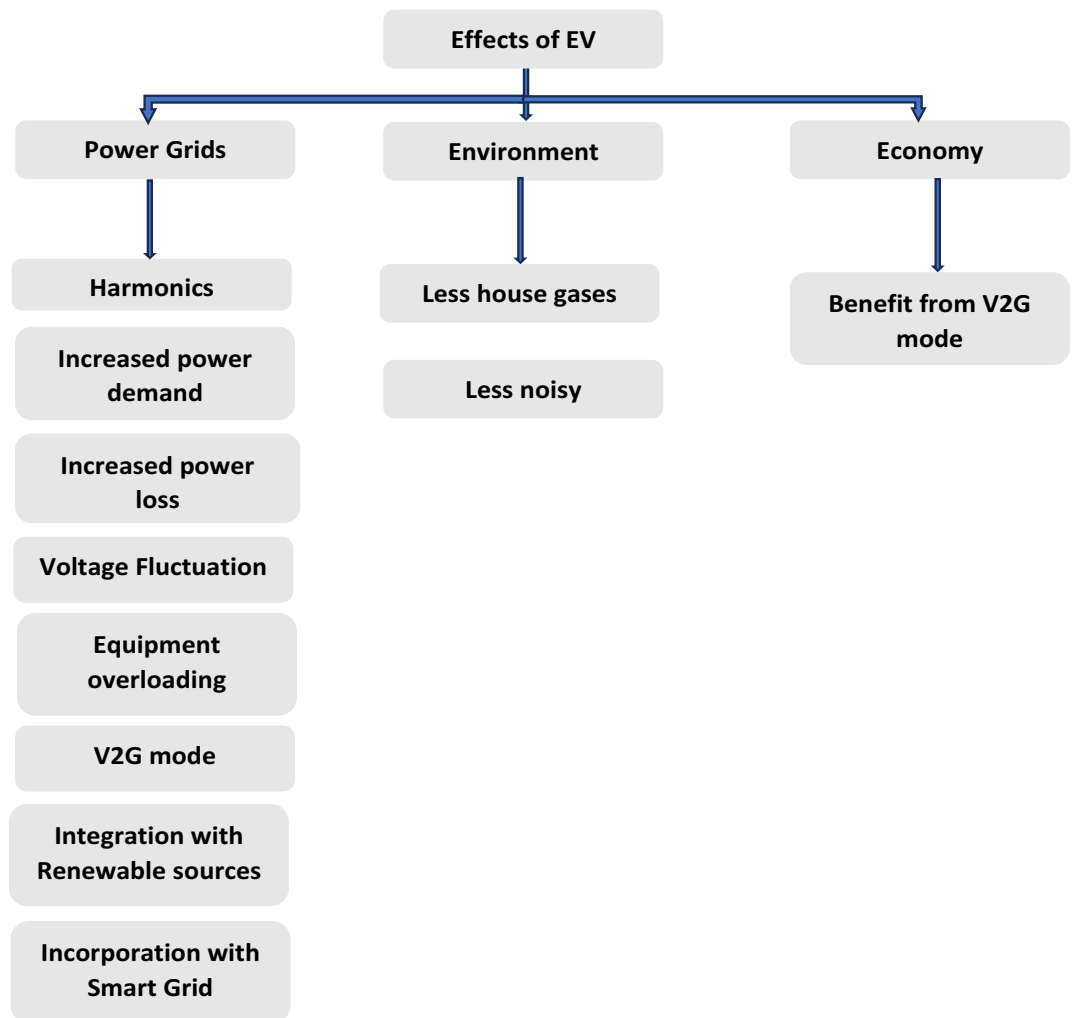 Effects of EV
Power Grids
Environment
Economy
Harmonics
Increased power
demand
Increased power
loss
Voltage Fluctuation
Equipment
overloading
V2G mode
Integration with
Renewable sources
Incorporation with
Smart Grid
Less house gases
Less noisy
Benefit from V2G
mode